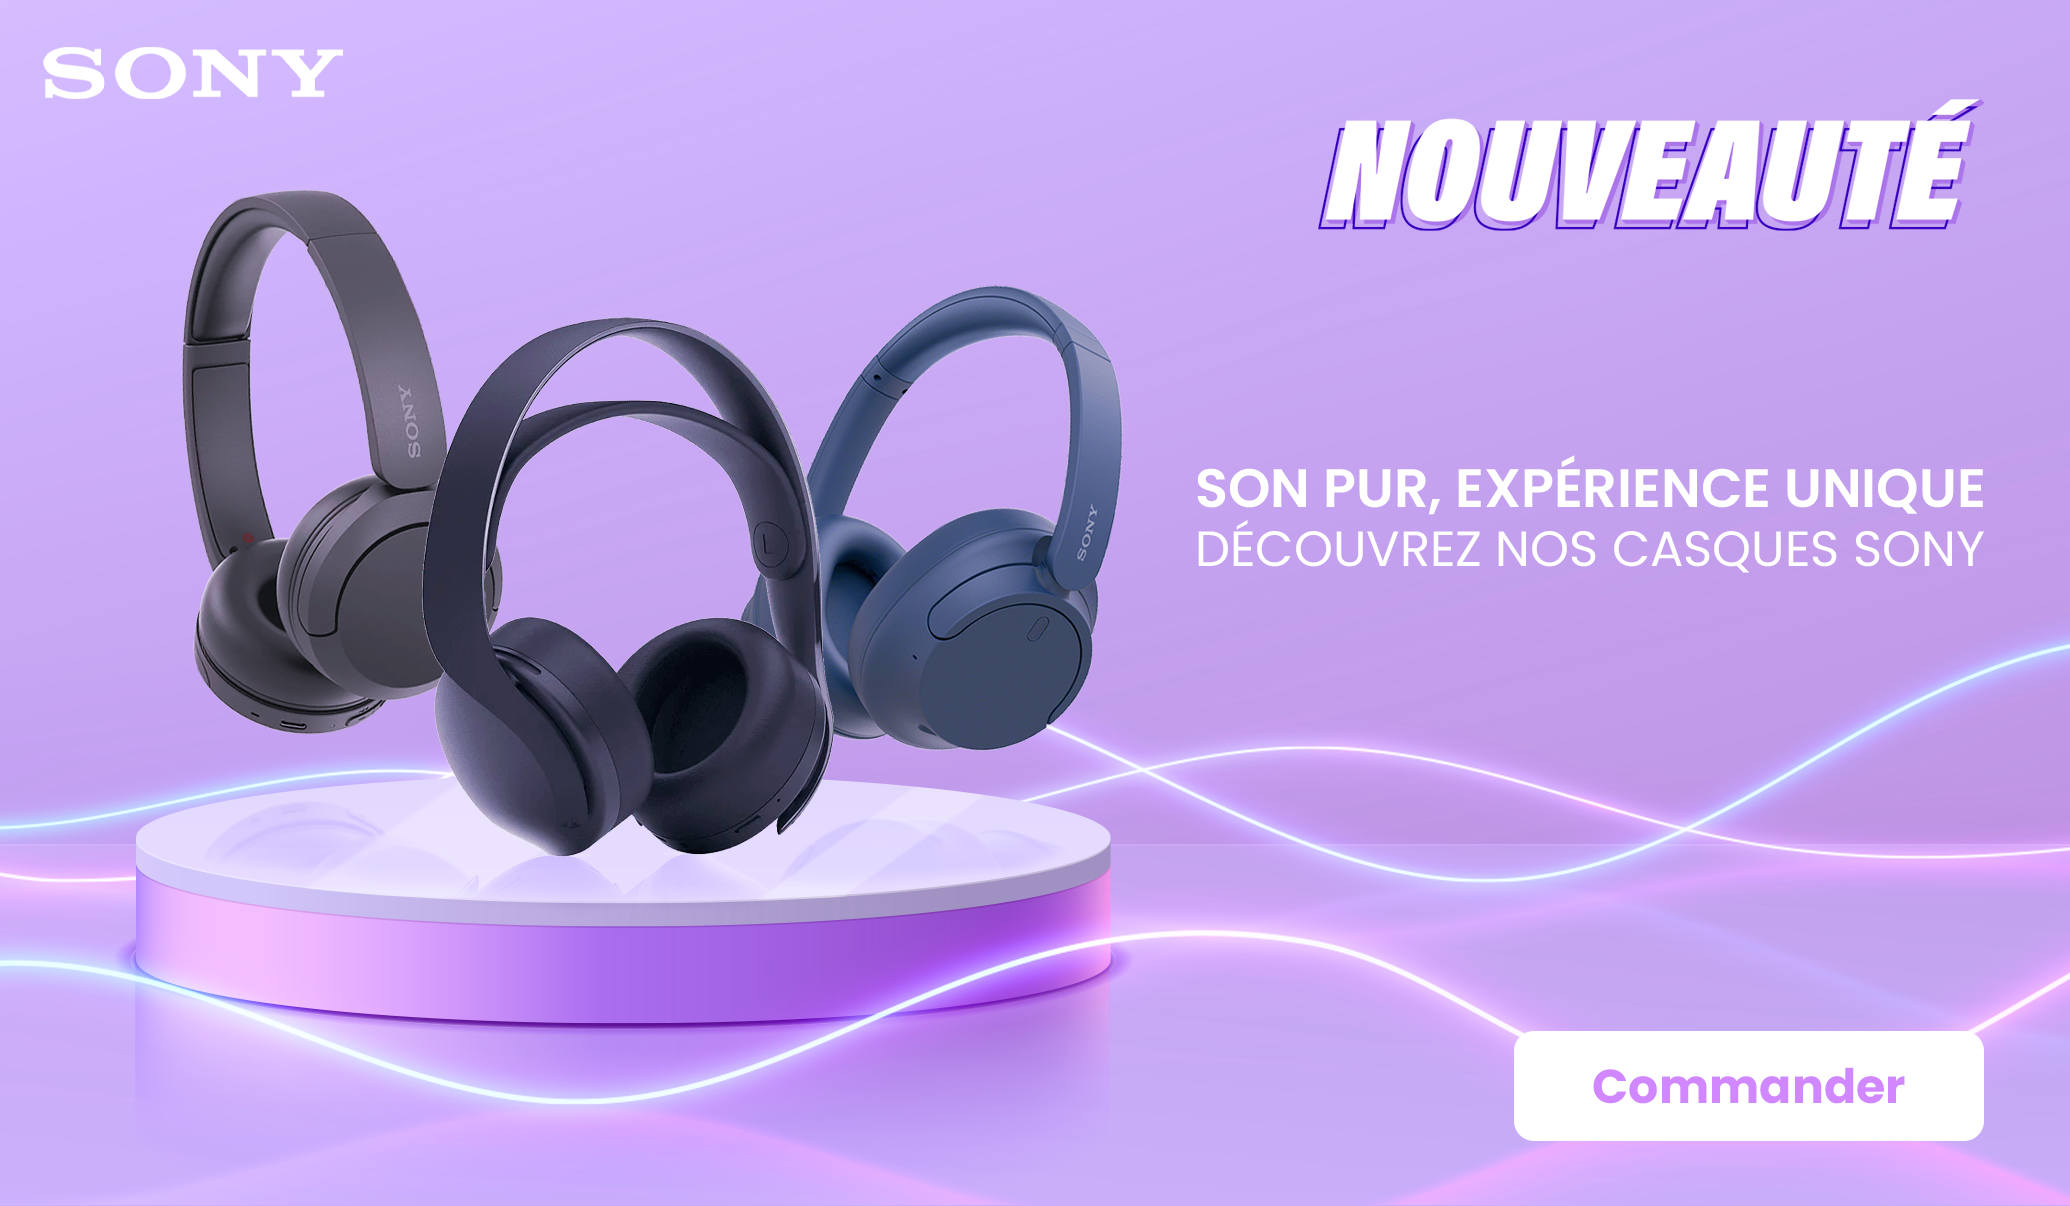 SONY
NOUVEAUTÉ
SONY
SONY
L
SON PUR, EXPÉRIENCE UNIQUE
DÉCOUVREZ NOS CASQUES SONY
Commander